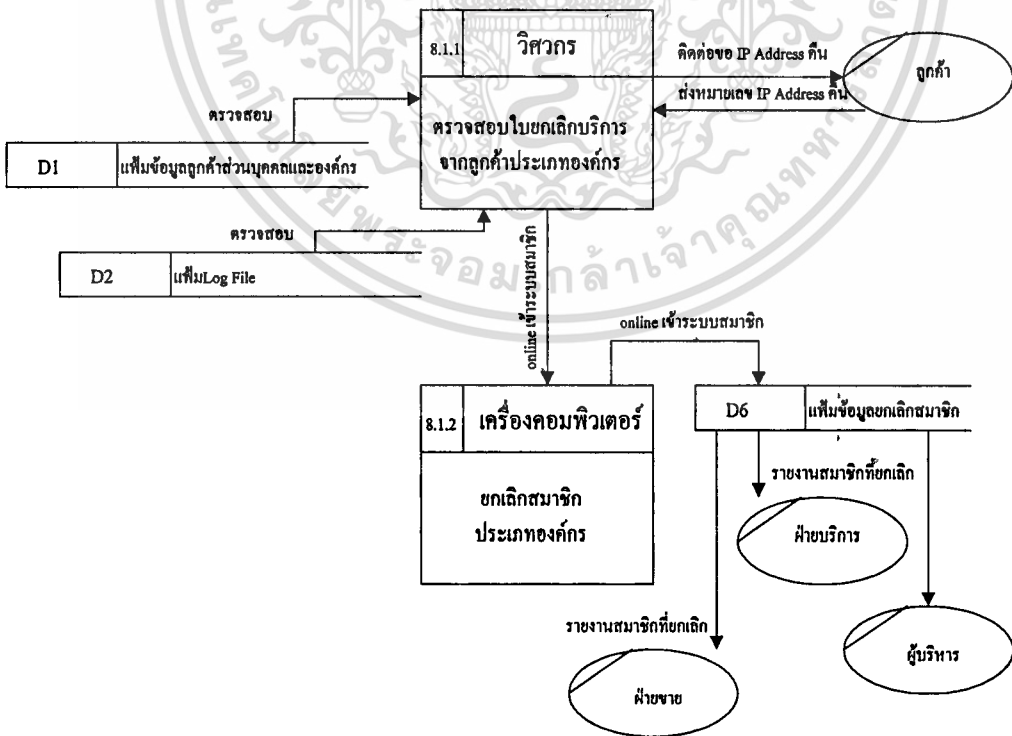 8.1.1
วิศวกร
ติดต่อขอ IP Address คืน
ลูกค้า
ส่งหมายเลข IP Address คืน
ตรวจสอบ
ตรวจสอบใบยกเลิกบริการ
จากลูกค้าประเภทองค์กร
D1
แฟ้มข้อมูลลูกค้าส่วนบุคคลและองค์กร
ตรวจสอบ
D2
แฟ้มLog File
online เข้าระบบสมาชิก
online เข้าระบบสมาชิก
8.1.2
เครื่องคอมพิวเตอร์
D6
แฟ้มข้อมูลยกเลิกสมาชิก
ยกเลิกสมาชิก
ประเภทองค์กร
รายงานสมาชิกที่ยกเลิก
ฝ่ายบริการ
รายงานสมาชิกที่ยกเลิก
ผู้บริหาร
ฝ่ายขาย